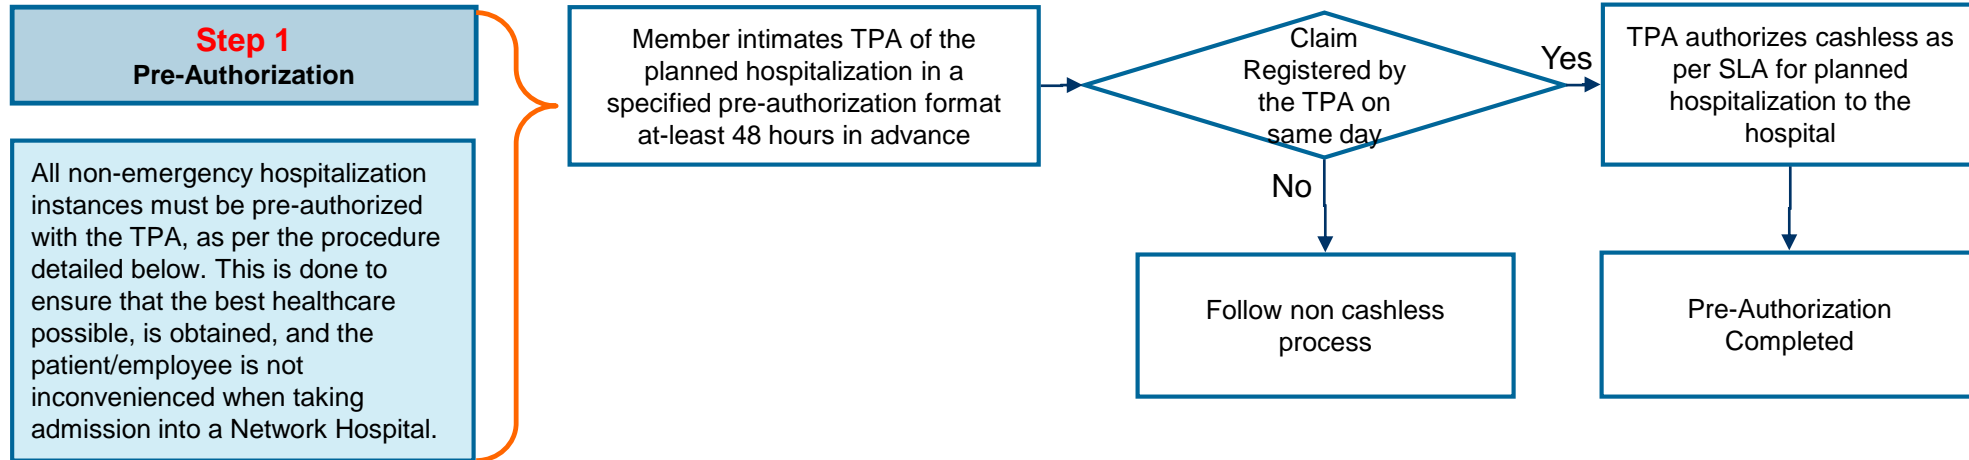 Step 1
Pre-Authorization
All non-emergency hospitalization
instances must be pre-authorized
with the TPA, as per the procedure
detailed below. This is done to
ensure that the best healthcare
possible, is obtained, and the
patient/employee is not
inconvenienced when taking
admission into a Network Hospital.
Member intimates TPA of the
planned hospitalization in a
specified pre-authorization format
at-least 48 hours in advance
Claim
Registered by
the TPA on
same day
Yes
No
TPA authorizes cashless as
per SLA for planned
hospitalization to the
hospital
Follow non cashless
process
Pre-Authorization
Completed